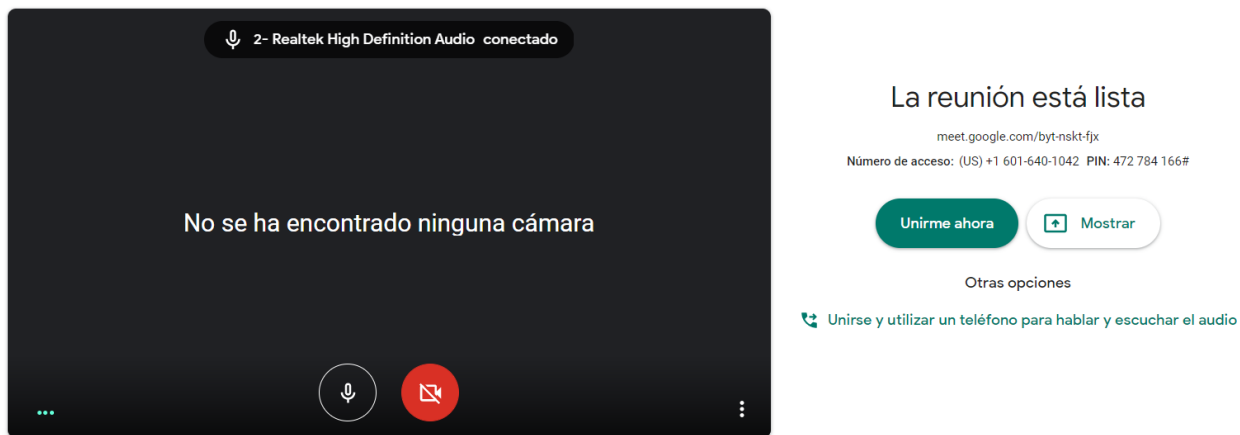 2- Realtek High Definition Audio conectado
No se ha encontrado ninguna cámara
La reunión está lista
meet.google.com/byt-nskt-fjx
Número de acceso: (US) +1 601-640-1042 PIN: 472 784 166#
Unirme ahora
Mostrar
Otras opciones
Unirse y utilizar un teléfono para hablar y escuchar el audio